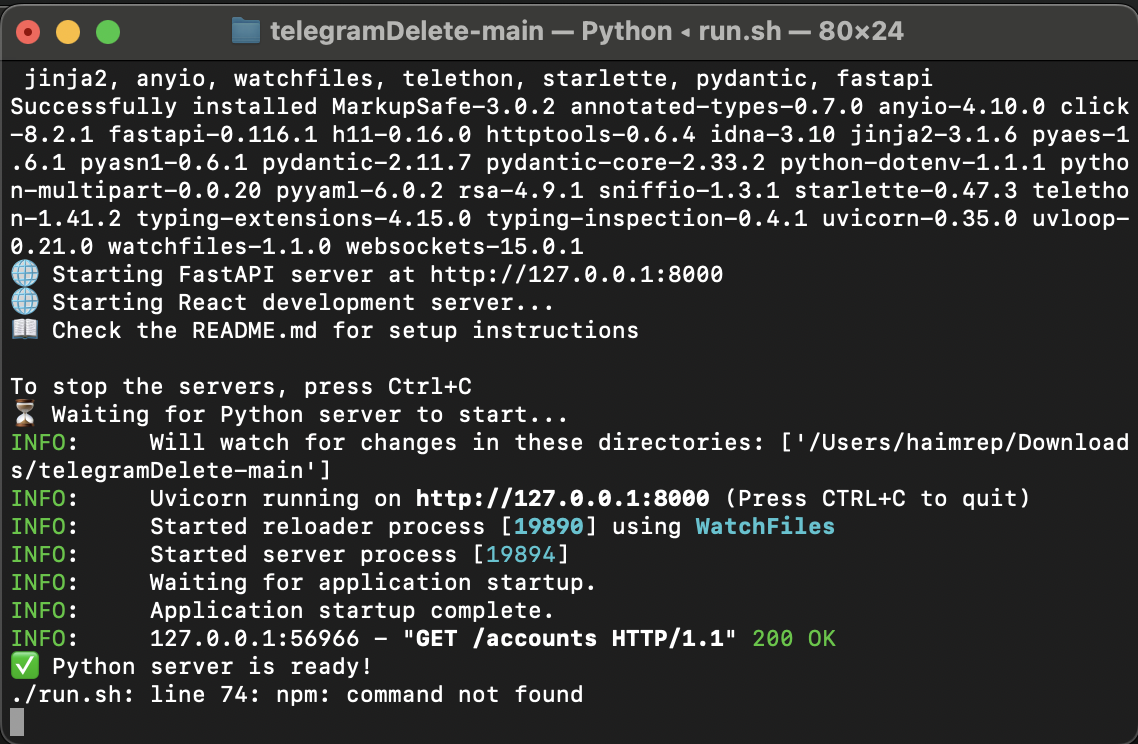 telegramDelete-main — Python ◂ run.sh — 80×24
jinja2, anyio, watchfiles, telethon, starlette, pydantic, fastapi
Successfully installed MarkupSafe-3.0.2 annotated-types-0.7.0 anyio-4.10.0 click
-8.2.1 fastapi-0.116.1 h11-0.16.0 httptools-0.6.4 idna-3.10 jinja2-3.1.6 pyaes-1
.6.1 pyasn1-0.6.1 pydantic-2.11.7 pydantic-core-2.33.2 python-dotenv-1.1.1 pytho
n-multipart-0.0.20 pyyaml-6.0.2 rsa-4.9.1 sniffio-1.3.1 starlette-0.47.3 teletho
n-1.41.2 typing-extensions-4.15.0 typing-inspection-0.4.1 uvicorn-0.35.0 uvloop-
0.21.0 watchfiles-1.1.0 websockets-15.0.1
🌐 Starting FastAPI server at http://127.0.0.1:8000
🌐 Starting React development server...
📖 Check the README.md for setup instructions

To stop the servers, press Ctrl+C
⏳ Waiting for Python server to start...
INFO:     Will watch for changes in these directories: ['/Users/haimrep/Download
s/telegramDelete-main']
INFO:     Uvicorn running on http://127.0.0.1:8000 (Press CTRL+C to quit)
INFO:     Started reloader process [19890] using WatchFiles
INFO:     Started server process [19894]
INFO:     Waiting for application startup.
INFO:     Application startup complete.
INFO:     127.0.0.1:56966 - "GET /accounts HTTP/1.1" 200 OK
✅ Python server is ready!
./run.sh: line 74: npm: command not found